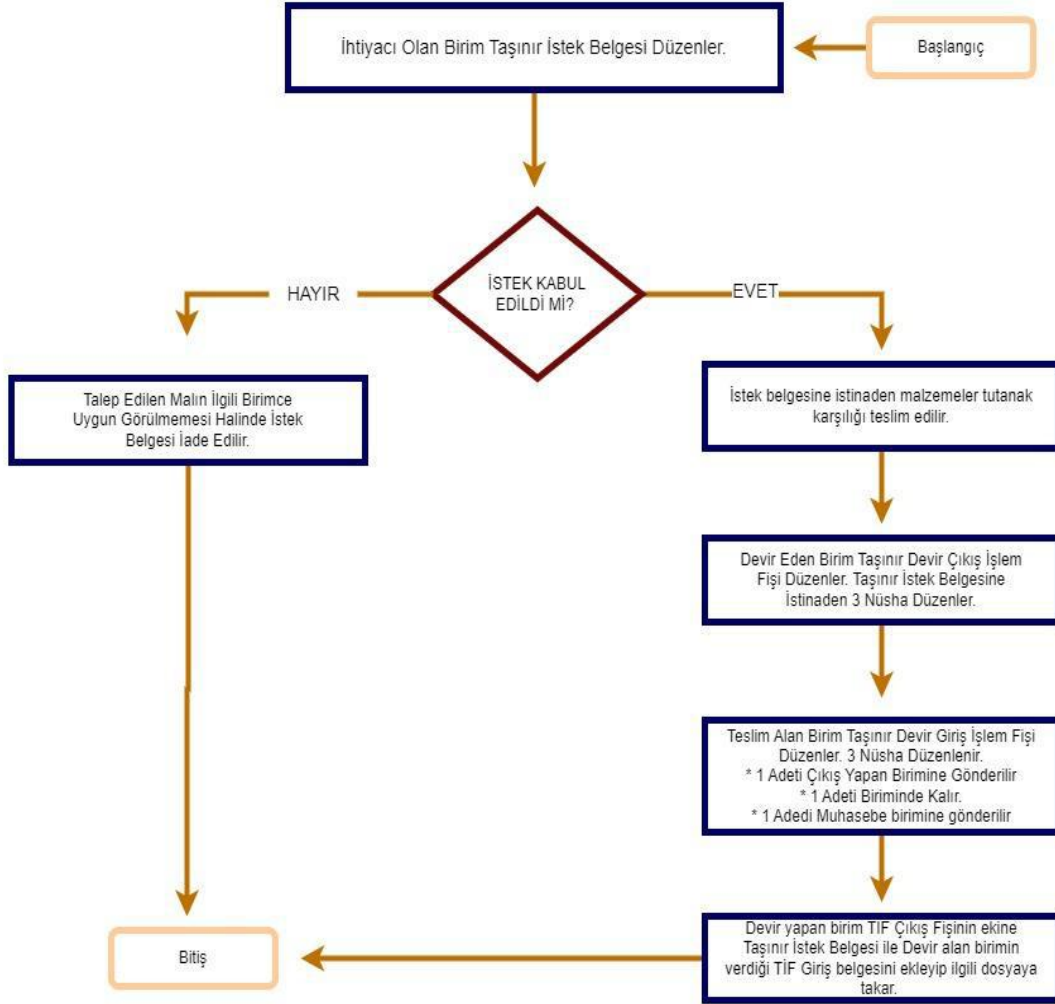 İhtiyacı Olan Birim Taşınır İstek Belgesi Düzenler.
Başlangıç
İSTEK KABUL
EDİLDİ Mİ?
HAYIR
EVET
Talep Edilen Malın İlgili Birimce
Uygun Görülmemesi Halinde İstek
Belgesi İade Edilir.
İstek belgesine istinaden malzemeler tutanak
karşılığı teslim edilir.
Devir Eden Birim Taşınır Devir Çıkış İşlem
Fişi Düzenler. Taşınır İstek Belgesine
İstinaden 3 Nüsha Düzenler.
Teslim Alan Birim Taşınır Devir Giriş İşlem Fişi
Düzenler. 3 Nüsha Düzenlenir.
* 1 Adeti Çıkış Yapan Birimine Gönderilir
* 1 Adeti Biriminde Kalır.
* 1 Adedi Muhasebe birimine gönderilir
Devir yapan birim TIF Çıkış Fişinin ekine
Taşınır İstek Belgesi ile Devir alan birimin
verdiği TİF Giriş belgesini ekleyip ilgili dosyaya
takar.
Bitiş